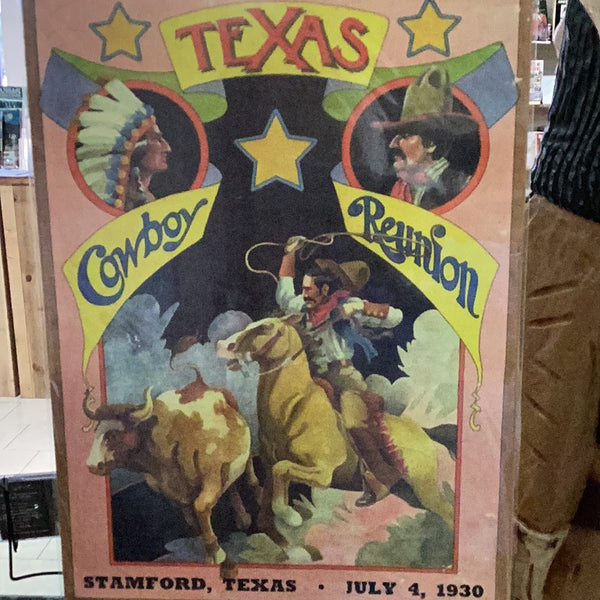 TEXAS
Cowboy Reunion
STAMFORD, TEXAS • JULY 4, 1930